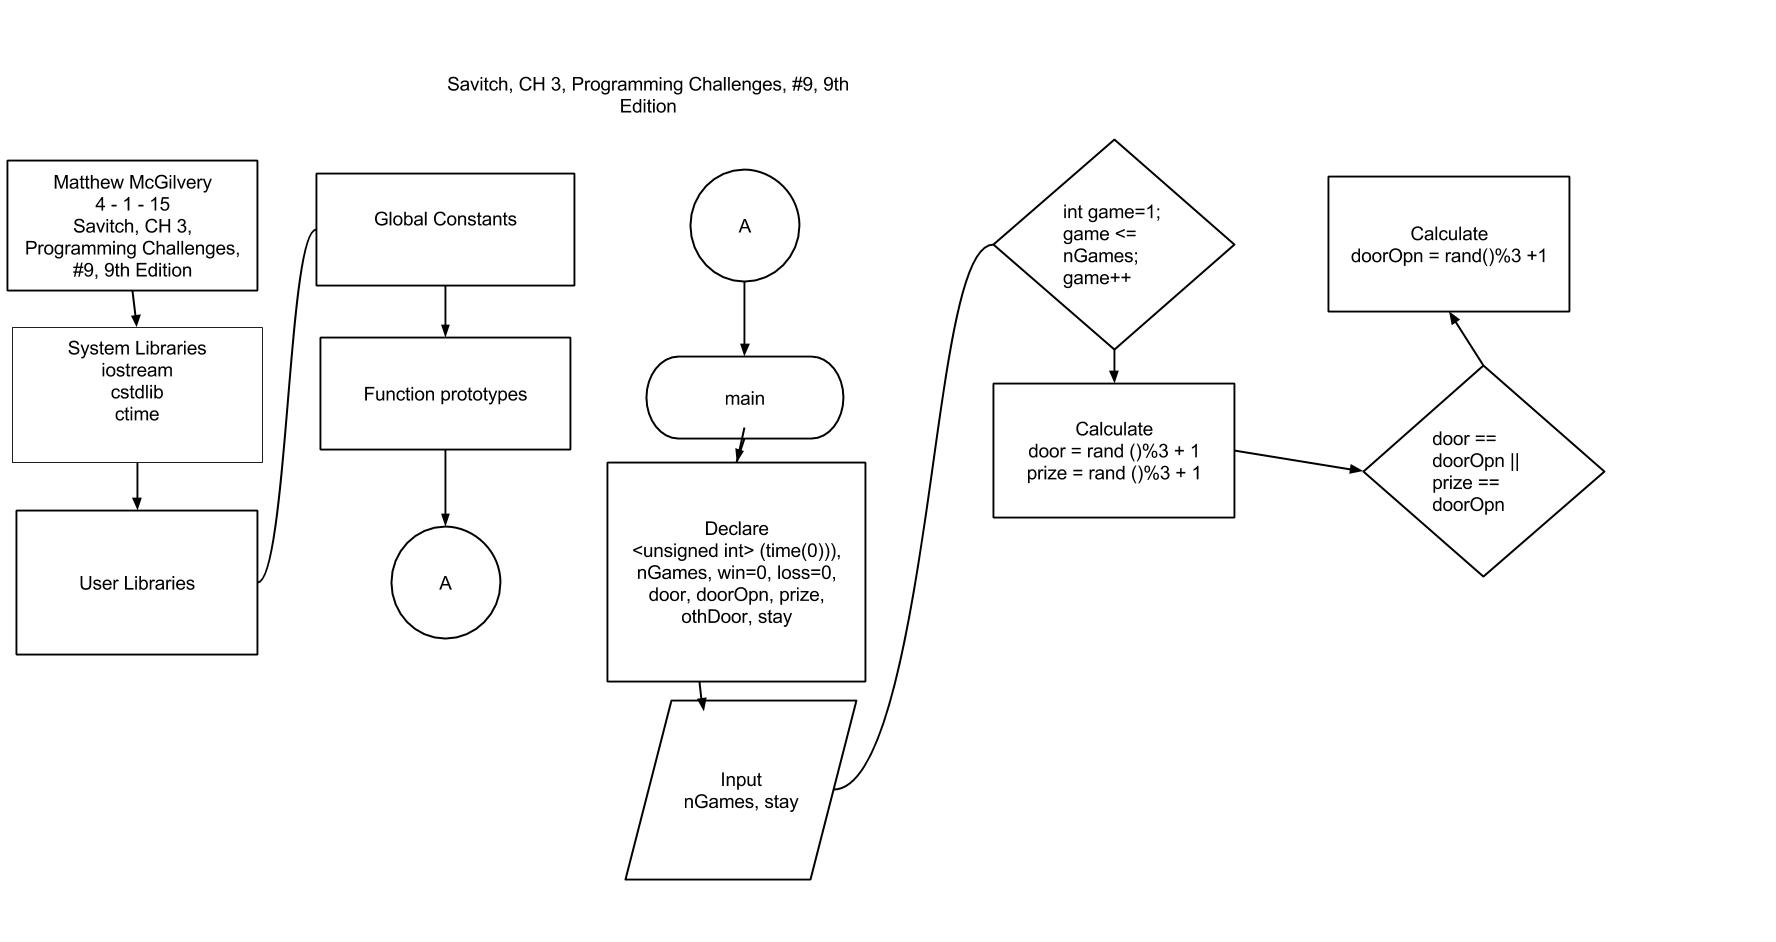 Savitch, CH 3, Programming Challenges, #9, 9th
Edition
Matthew McGilvery
4 - 1 - 15
Savitch, CH 3,
Programming Challenges,
#9, 9th Edition
System Libraries
iostream
cstdlib
ctime
User Libraries
Global Constants
Function prototypes
A
A
main
Declare
<unsigned int> (time(0))),
nGames, win=0, loss=0,
door, doorOpn, prize,
othDoor, stay
Input
nGames, stay
int game=1;
game <=
nGames;
game++
Calculate
door = rand ()%3 + 1
prize = rand ()%3 + 1
door ==
doorOpn ||
prize ==
doorOpn
Calculate
doorOpn = rand()%3 +1